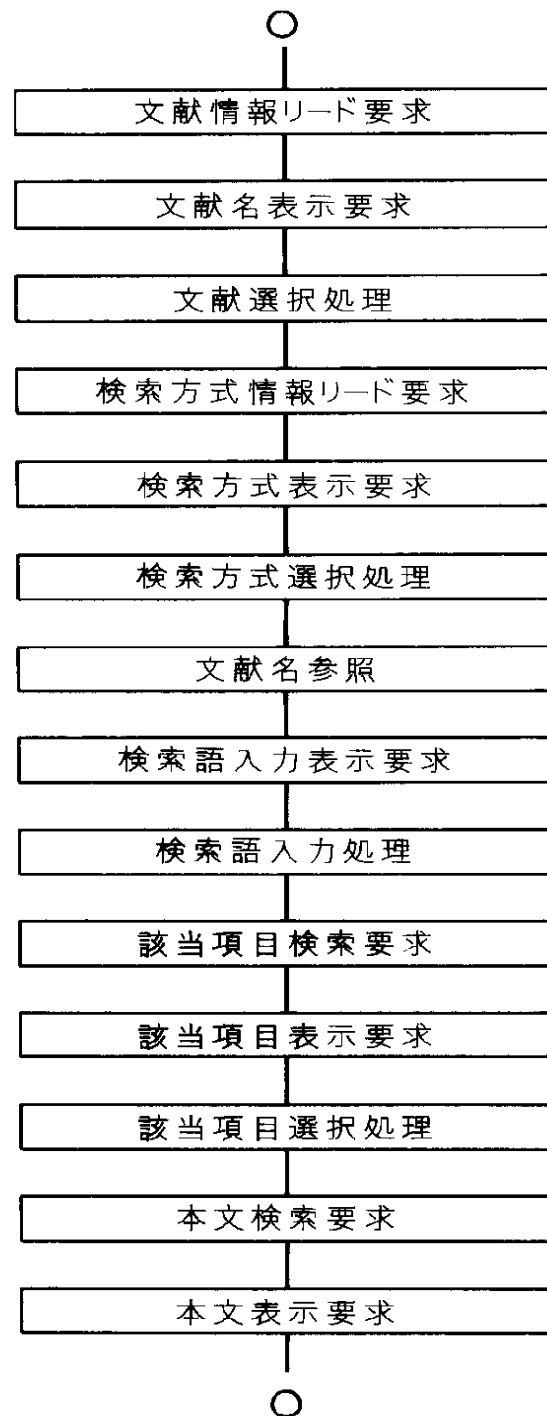 文献情報リード要求
文献名表示要求
文献選択処理
検索方式情報リード要求
検索方式表示要求
検索方式選択処理
文献名参照
検索語入力表示要求
検索語入力処理
該当項目検索要求
該当項目表示要求
該当項目選択処理
本文検索要求
本文表示要求